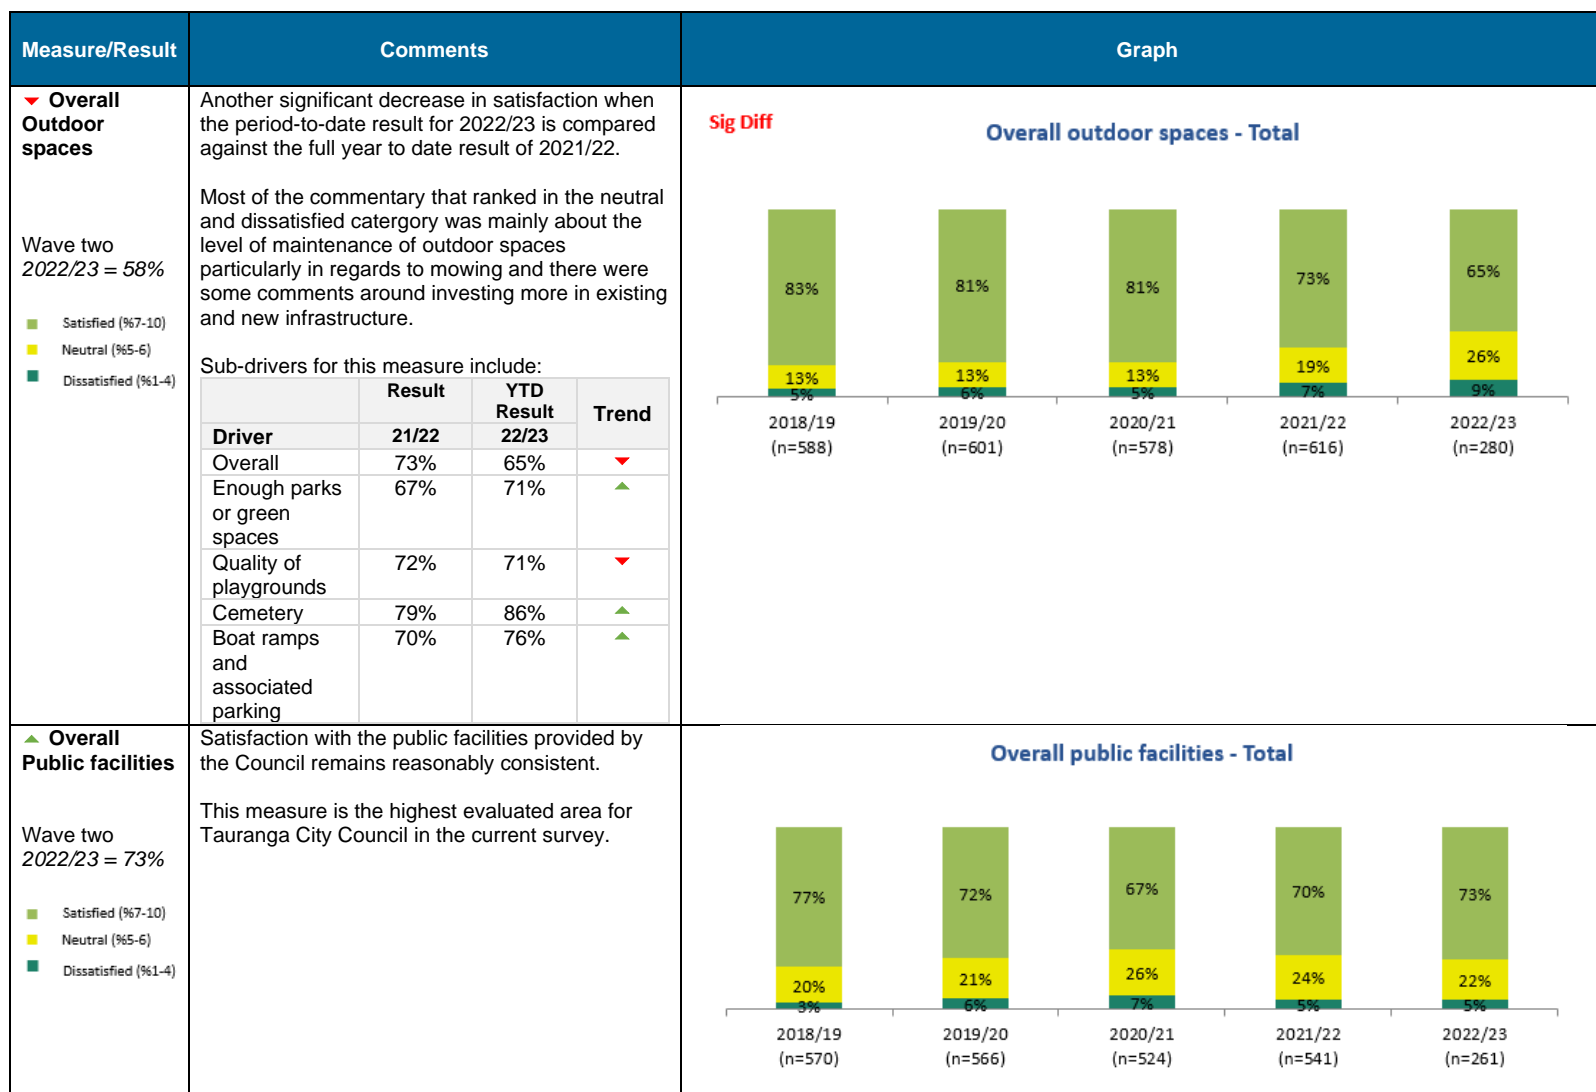 Measure/Result
Comments
Graph
Overall
Outdoor
spaces
Wave two
2022/23 = 58%
Satisfied (%7-10)
Neutral (%5-6)
Dissatisfied (%1-4)
Another significant decrease in satisfaction when
the period-to-date result for 2022/23 is compared
against the full year to date result of 2021/22.
Most of the commentary that ranked in the neutral
and dissatisfied catergory was mainly about the
level of maintenance of outdoor spaces
particularly in regards to mowing and there were
some comments around investing more in existing
and new infrastructure.
Sub-drivers for this measure include:
Result YTD Result Trend
Driver 21/22 22/23
Overall 73% 65%
Enough parks or green spaces 67% 71%
Quality of playgrounds 72% 71%
Cemetery 79% 86%
Boat ramps and associated parking 70% 76%
Sig Diff
Overall outdoor spaces - Total
83% 81% 81% 73% 65%
13% 13% 13% 19% 26%
5% 6% 5% 7% 9%
2018/19 2019/20 2020/21 2021/22 2022/23
(n=588) (n=601) (n=578) (n=616) (n=280)
Overall
Public facilities
Wave two
2022/23 = 73%
Satisfied (%7-10)
Neutral (%5-6)
Dissatisfied (%1-4)
Satisfaction with the public facilities provided by
the Council remains reasonably consistent.
This measure is the highest evaluated area for
Tauranga City Council in the current survey.
Overall public facilities - Total
77% 72% 67% 70% 73%
20% 21% 26% 24% 22%
3% 6% 7% 5% 5%
2018/19 2019/20 2020/21 2021/22 2022/23
(n=570) (n=566) (n=524) (n=541) (n=261)